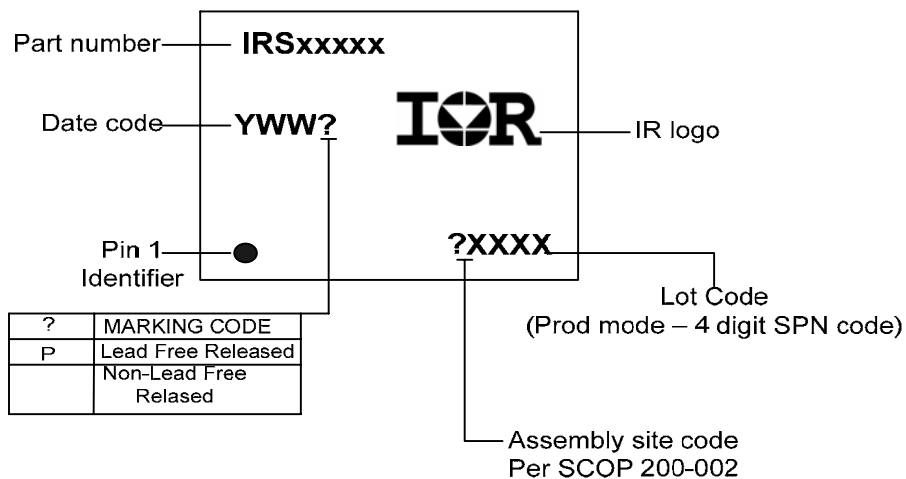 Part number
IRSxxxxx
Date code
YWW?
IOR
IR logo
Pin 1
Identifier
?XXXX
Lot Code
(Prod mode – 4 digit SPN code)
? MARKING CODE
P Lead Free Released
Non-Lead Free
Relased
Assembly site code
Per SCOP 200-002